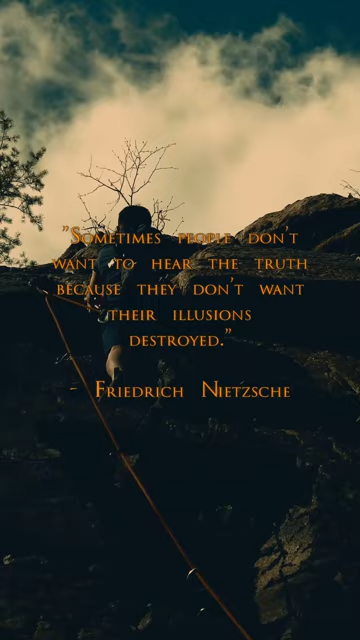 "Sometimes people don't
want to hear the truth
because they don't want
their illusions
destroyed."
- Friedrich Nietzsche